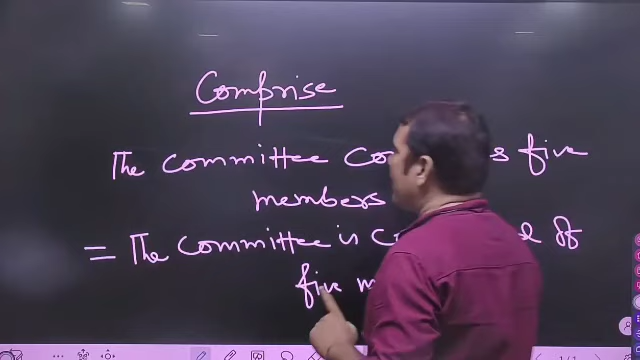 Comprise
The Committee five
members
= The Committee is of
five